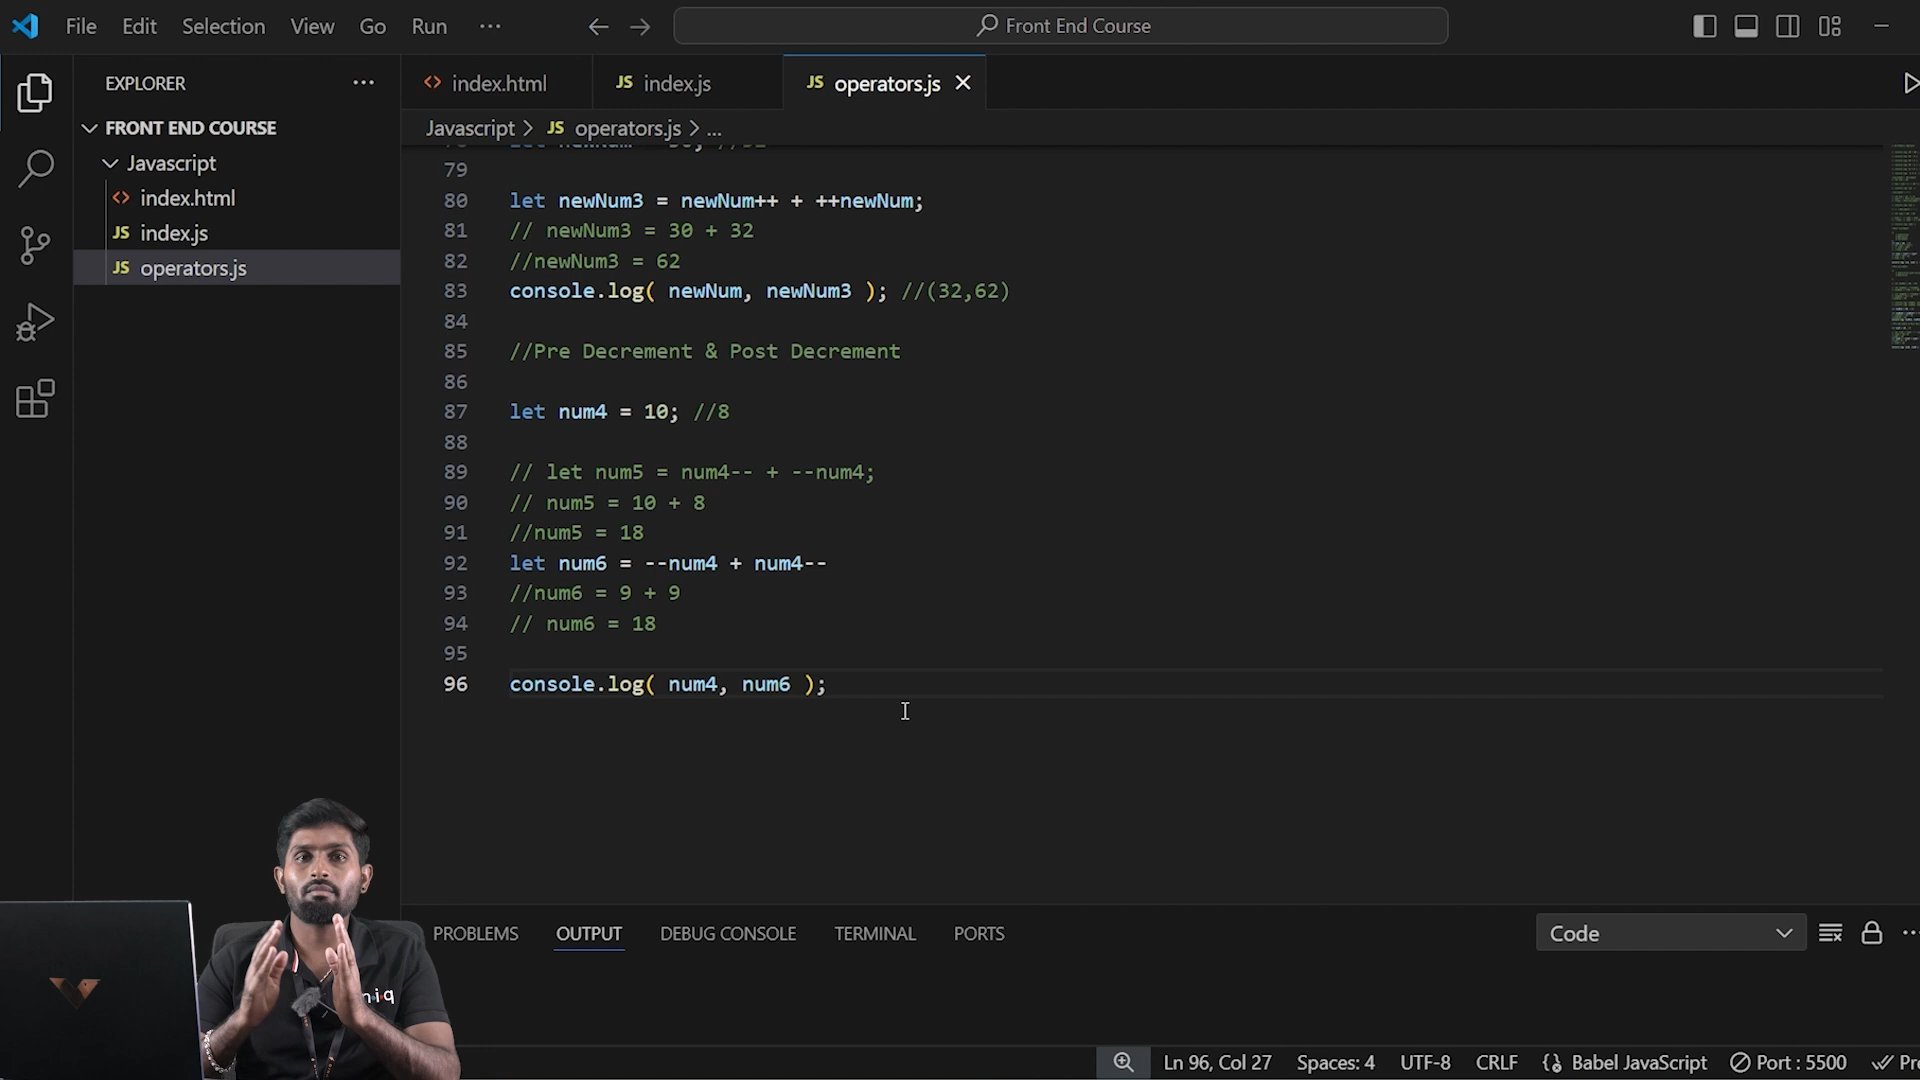 File Edit Selection View Go Run ··· Front End Course
EXPLORER ···
FRONT END COURSE
Javascript
index.html
JS index.js
JS operators.js
index.html JS index.js JS operators.js
Javascript > JS operators.js > ...
79
80 let newNum3 = newNum++ + ++newNum;
81 // newNum3 = 30 + 32
82 //newNum3 = 62
83 console.log( newNum, newNum3 ); //(32,62)
84
85 //Pre Decrement & Post Decrement
86
87 let num4 = 10; //8
88
89 // let num5 = num4-- + --num4;
90 // num5 = 10 + 8
91 //num5 = 18
92 let num6 = --num4 + num4--
93 //num6 = 9 + 9
94 // num6 = 18
95
96 console.log( num4, num6 );
PROBLEMS OUTPUT DEBUG CONSOLE TERMINAL PORTS Code
Ln 96, Col 27 Spaces: 4 UTF-8 CRLF {} Babel JavaScript Port : 5500